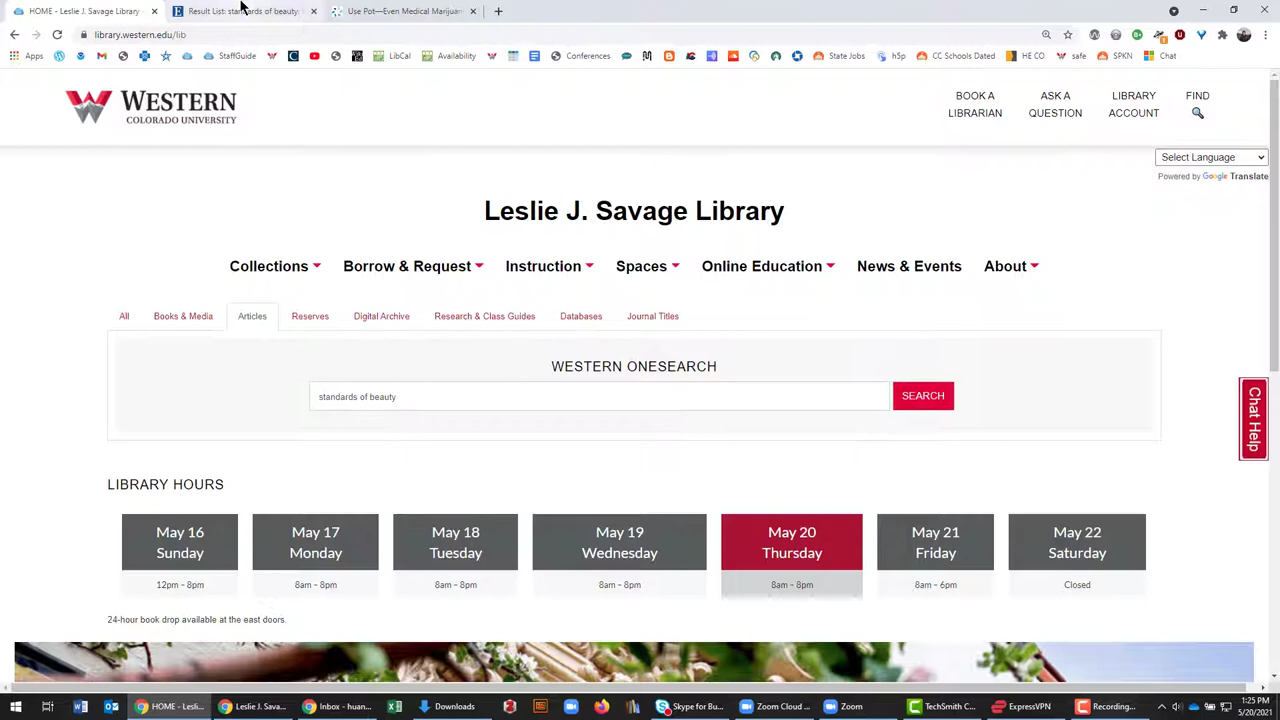 HOME - Leslie J. Savage Library
Result List: standards of beauty
Use Pot—Even Medical Marijuan
library.western.edu/lib
Apps
StaffGuide
LibCal
Availability
Conferences
h5p
State Jobs
CC Schools Dated
HE CO
safe
SPKN
Chat
WESTERN
COLORADO UNIVERSITY
BOOK A
LIBRARIAN
ASK A
QUESTION
LIBRARY
ACCOUNT
FIND
Select Language
Powered by Google Translate
Leslie J. Savage Library
Collections
Borrow & Request
Instruction
Spaces
Online Education
News & Events
About
All
Books & Media
Articles
Reserves
Digital Archive
Research & Class Guides
Databases
Journal Titles
WESTERN ONESEARCH
standards of beauty
SEARCH
Chat Help
LIBRARY HOURS
May 16
Sunday
12pm – 8pm
May 17
Monday
8am – 8pm
May 18
Tuesday
8am – 8pm
May 19
Wednesday
8am – 8pm
May 20
Thursday
8am – 8pm
May 21
Friday
8am – 6pm
May 22
Saturday
Closed
24-hour book drop available at the east doors.
HOME - Lesli...
Leslie J. Sava...
Inbox - huan...
Downloads
Skype for Bu...
Zoom Cloud ...
Zoom
TechSmith C...
ExpressVPN
Recording...
1:25 PM
5/20/2021